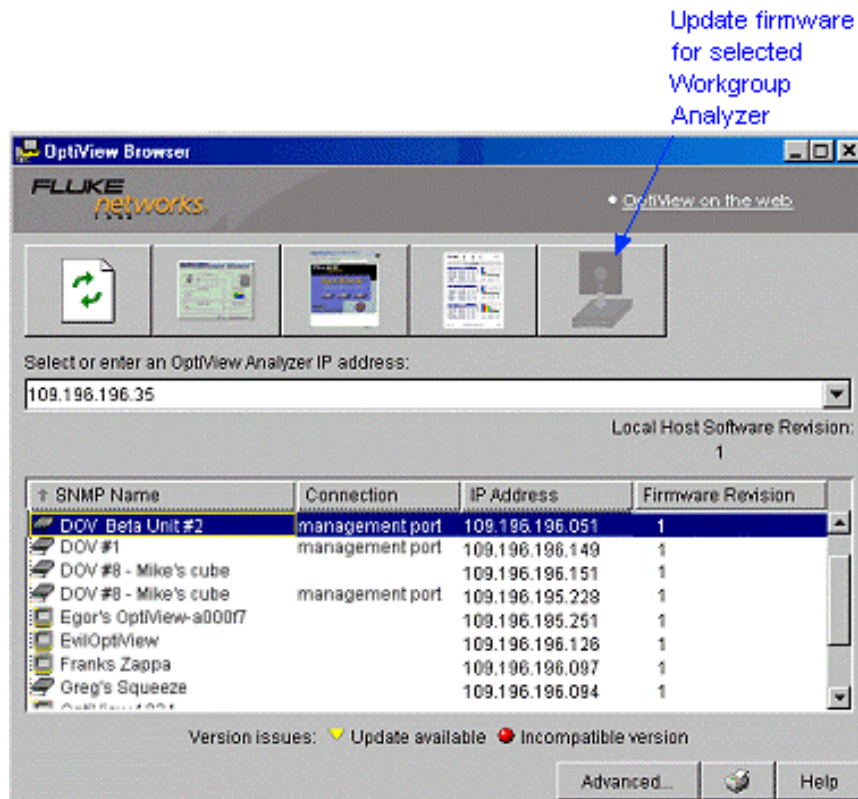 Update firmware
for selected
Workgroup
Analyzer
OptiView Browser
FLUKE
networks.
OptiView on the web
Select or enter an OptiView Analyzer IP address:
109.196.196.35
Local Host Software Revision:
1
SNMP Name Connection IP Address Firmware Revision
DOV Beta Unit #2 management port 109.196.196.051 1
DOV #1 management port 109.196.196.149 1
DOV #8 - Mike's cube 109.196.196.151 1
DOV #8 - Mike's cube management port 109.196.195.228 1
Egor's OptiView-a000f7 109.196.195.251 1
EvilOptiView 109.196.196.126 1
Franks Zappa 109.196.196.097 1
Greg's Squeeze 109.196.196.094 1
Version issues: Update available Incompatible version
Advanced... Help